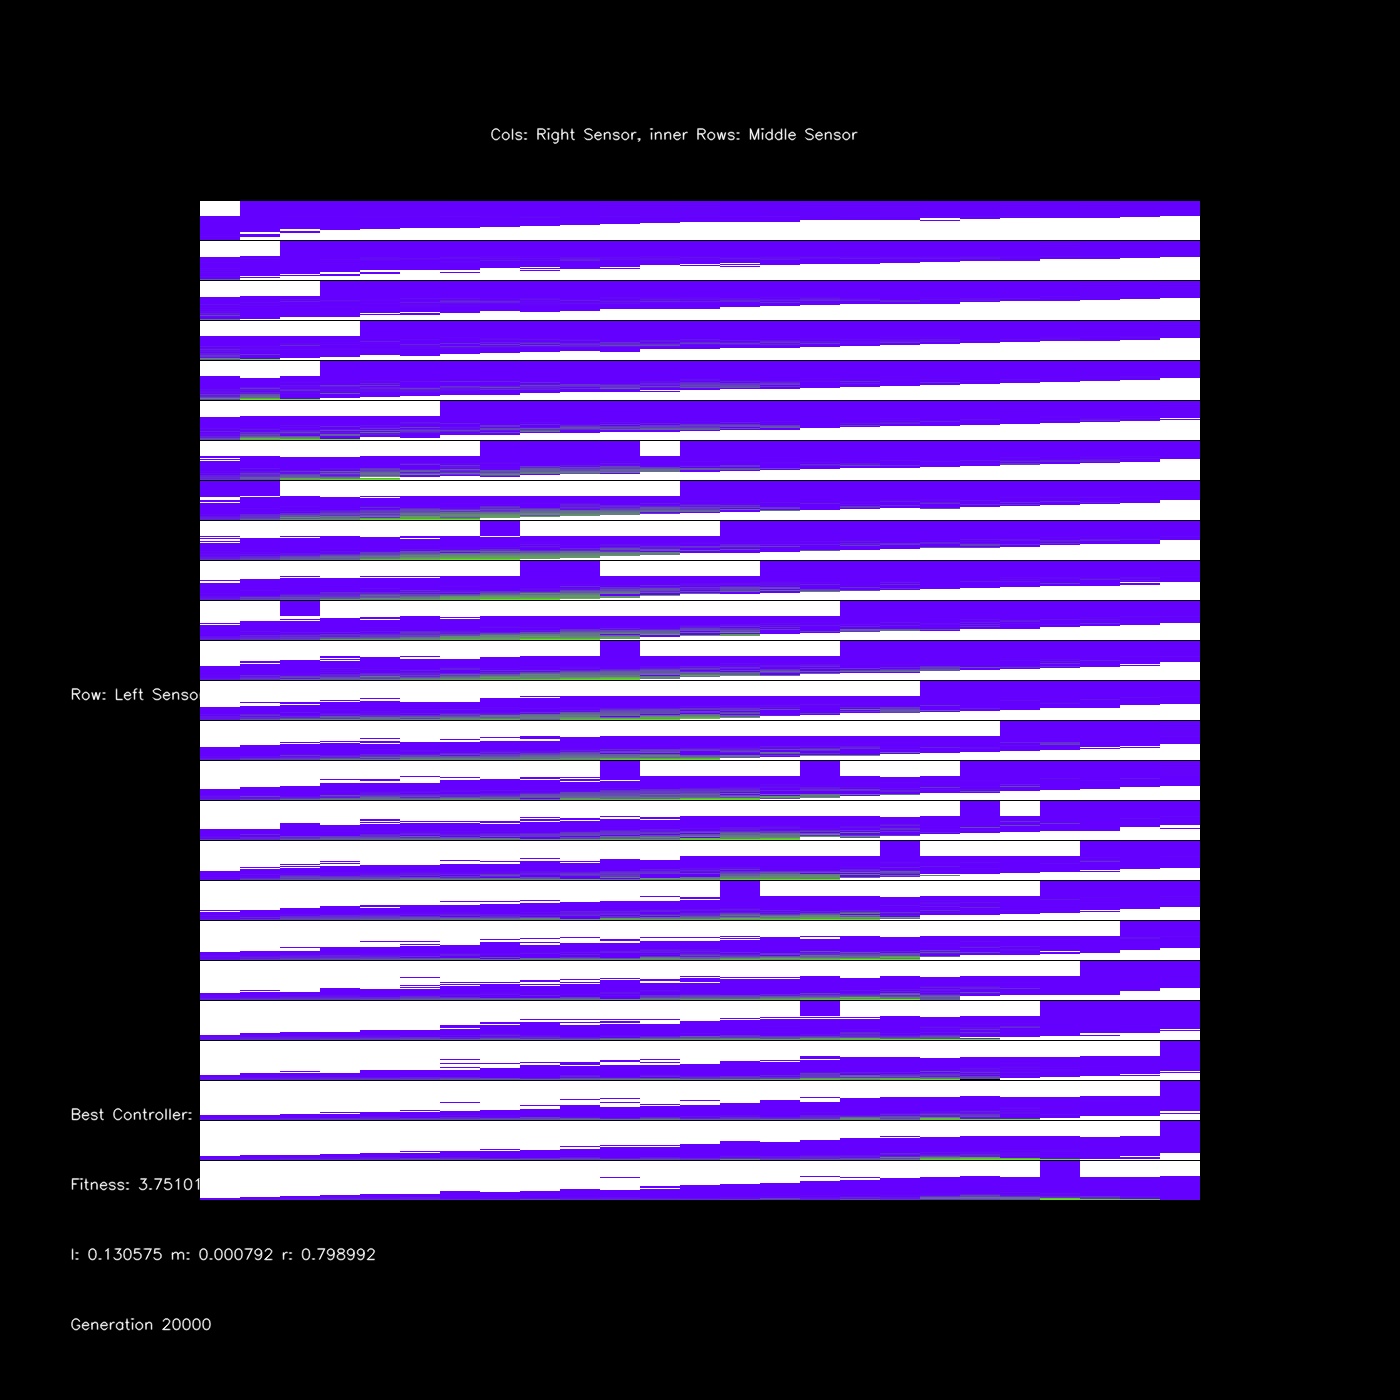 Cols: Right Sensor, inner Rows: Middle Sensor
Row: Left Senso
Best Controller:
Fitness: 3.75101
l: 0.130575 m: 0.000792 r: 0.798992
Generation 20000